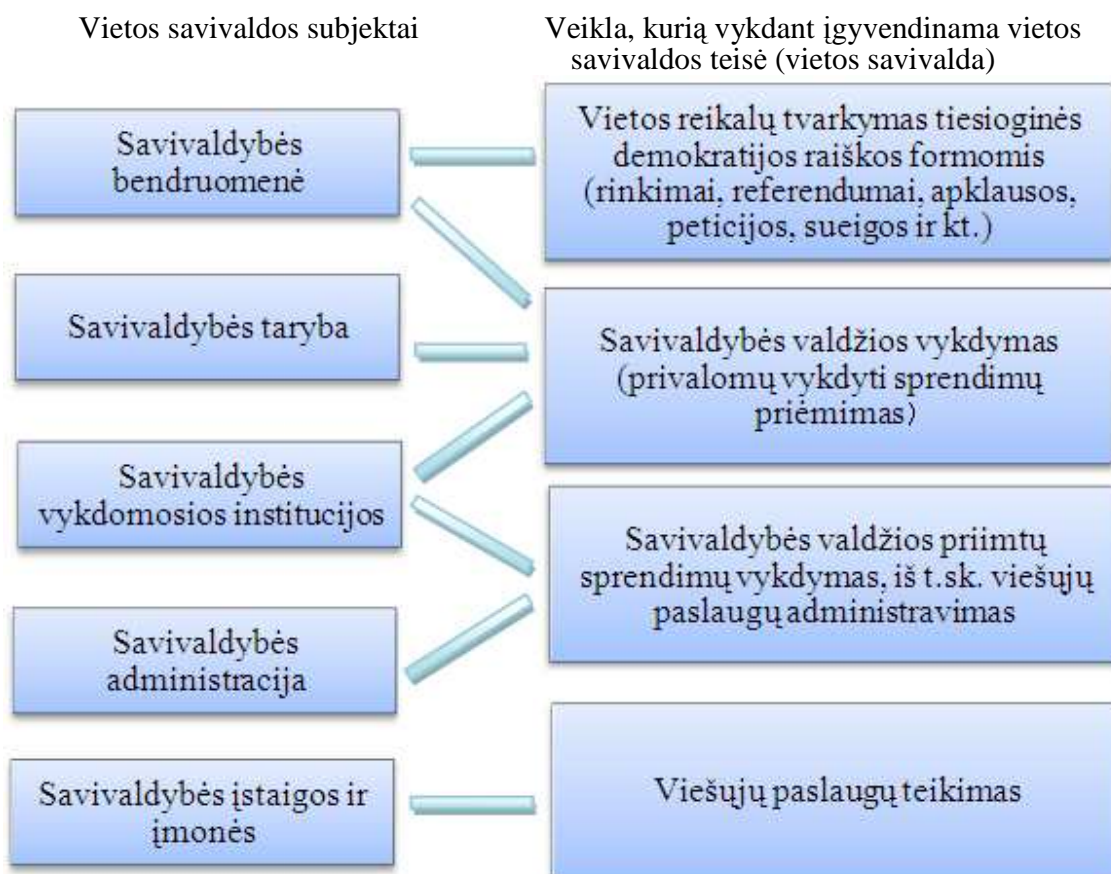 Vietos savivaldos subjektai
Veikla, kurią vykdant įgyvendinama vietos
savivaldos teisė (vietos savivalda)
Savivaldybės
bendruomenė
Vietos reikalų tvarkymas tiesioginės
demokratijos raiškos formomis
(rinkimai, referendumai, apklausos,
peticijos, sueigos ir kt.)
Savivaldybės taryba
Savivaldybės valdžios vykdymas
(privalomų vykdyti sprendimų
priėmimas)
Savivaldybės
vykdomosios institucijos
Savivaldybės valdžios priimtų
sprendimų vykdymas, iš t.sk. viešųjų
paslaugų administravimas
Savivaldybės
administracija
Savivaldybės įstaigos ir
įmonės
Viešųjų paslaugų teikimas